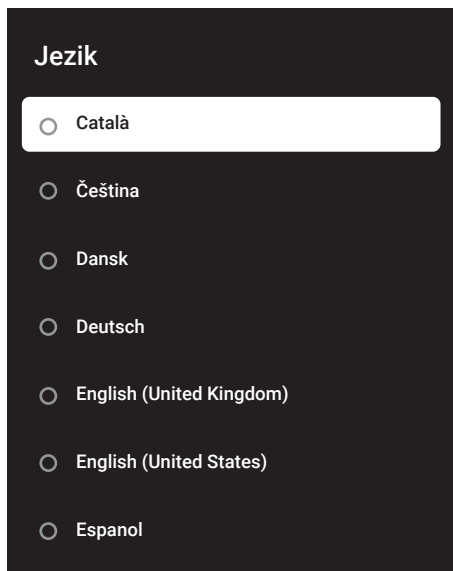 Jezik
Català
Čeština
Dansk
Deutsch
English (United Kingdom)
English (United States)
Espanol